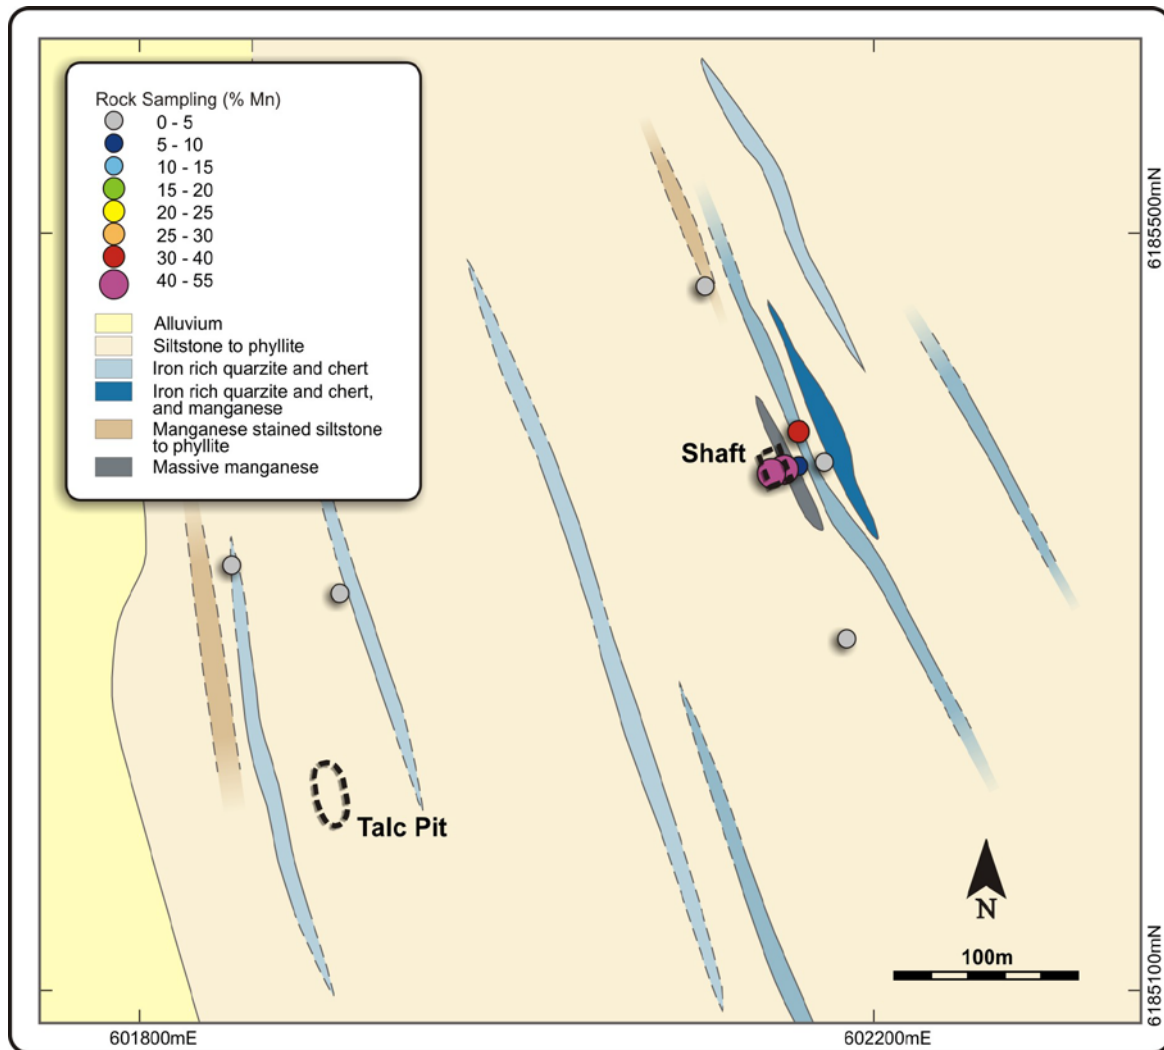 Rock Sampling (% Mn)
0 - 5
5 - 10
10 - 15
15 - 20
20 - 25
25 - 30
30 - 40
40 - 55
Alluvium
Siltstone to phyllite
Iron rich quartzite and chert
Iron rich quartzite and chert,
and manganese
Manganese stained siltstone
to phyllite
Massive manganese
6185500mN
Shaft
Talc Pit
N
100m
6185100mN
601800mE
602200mE